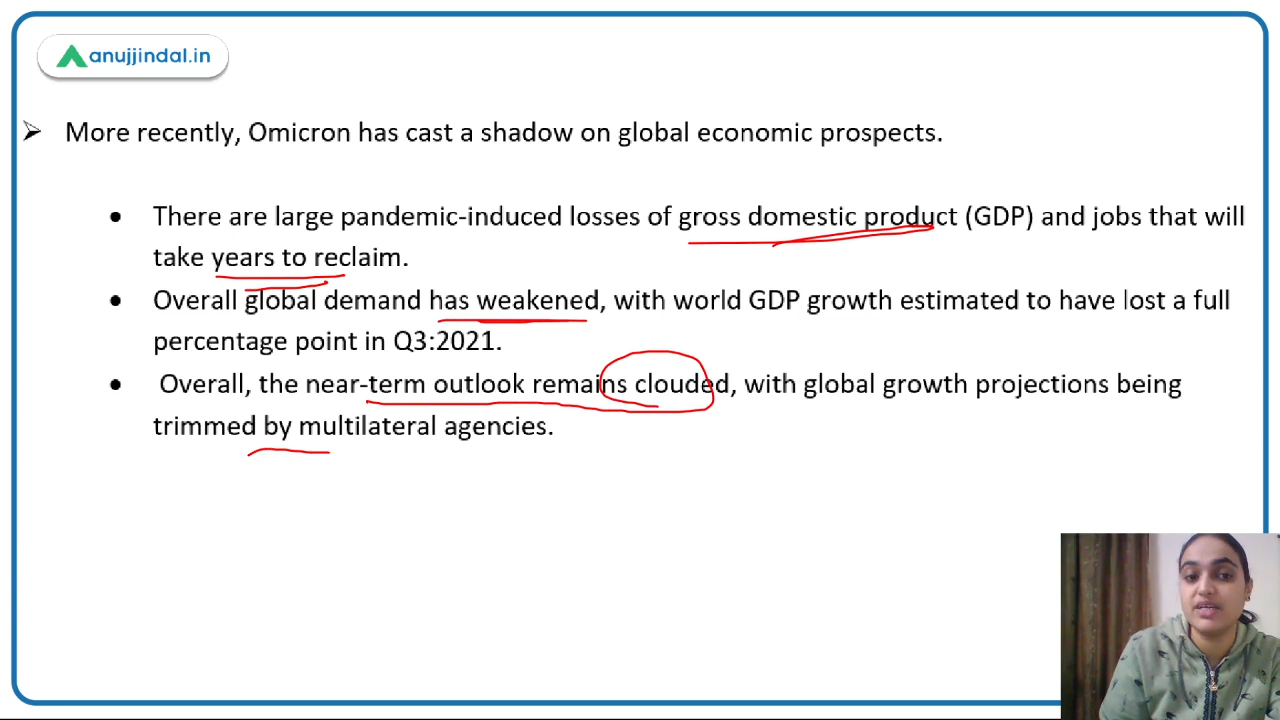 anujjindal.in
➢ More recently, Omicron has cast a shadow on global economic prospects.
• There are large pandemic-induced losses of gross domestic product (GDP) and jobs that will
take years to reclaim.
• Overall global demand has weakened, with world GDP growth estimated to have lost a full
percentage point in Q3:2021.
• Overall, the near-term outlook remains clouded, with global growth projections being
trimmed by multilateral agencies.